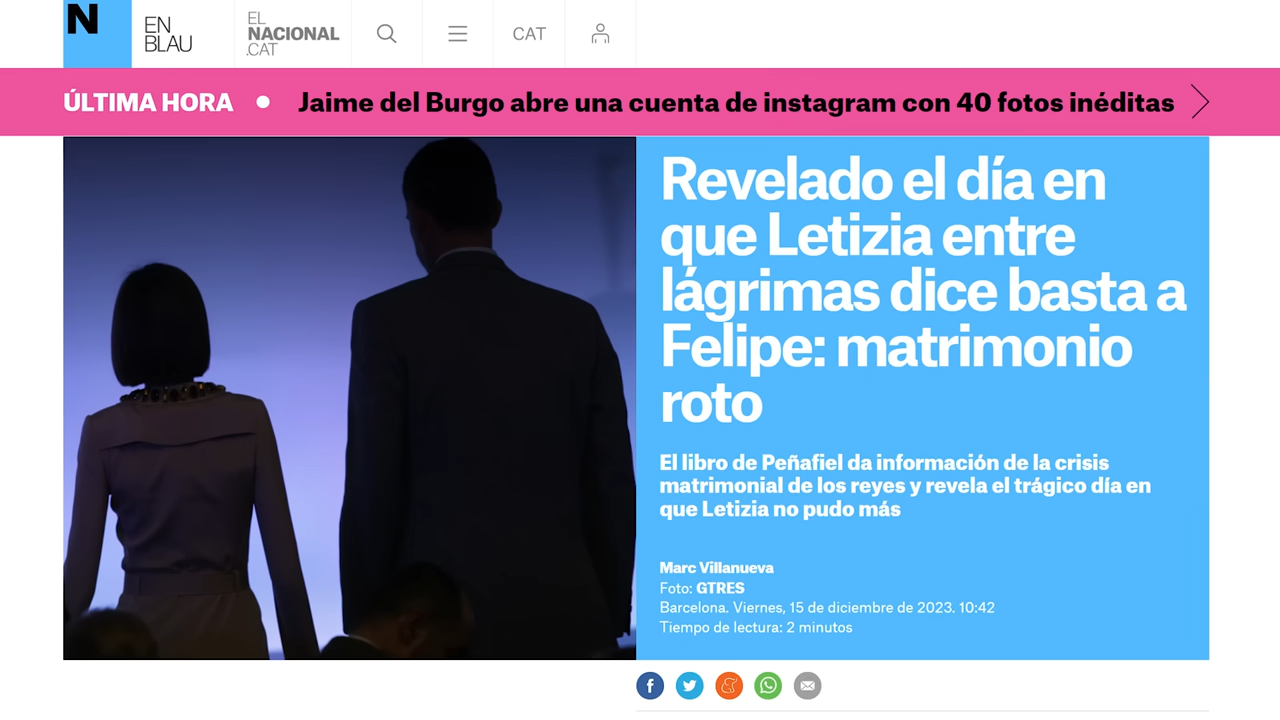 N
EN
BLAU
EL
NACIONAL
.CAT
CAT
ÚLTIMA HORA
Jaime del Burgo abre una cuenta de instagram con 40 fotos inéditas
Revelado el día en
que Letizia entre
lágrimas dice basta a
Felipe: matrimonio
roto
El libro de Peñafiel da información de la crisis
matrimonial de los reyes y revela el trágico día en
que Letizia no pudo más
Marc Villanueva
Foto: GTRES
Barcelona. Viernes, 15 de diciembre de 2023. 10:42
Tiempo de lectura: 2 minutos